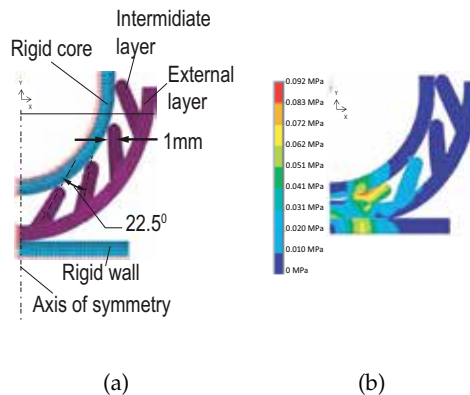 Intermidiate
layer
Rigid core
External
layer
1mm
22.5⁰
Rigid wall
Axis of symmetry
Y
X
(a)
0.092 MPa
0.083 MPa
0.072 MPa
0.062 MPa
0.051 MPa
0.041 MPa
0.031 MPa
0.020 MPa
0.010 MPa
0 MPa
Y
X
(b)